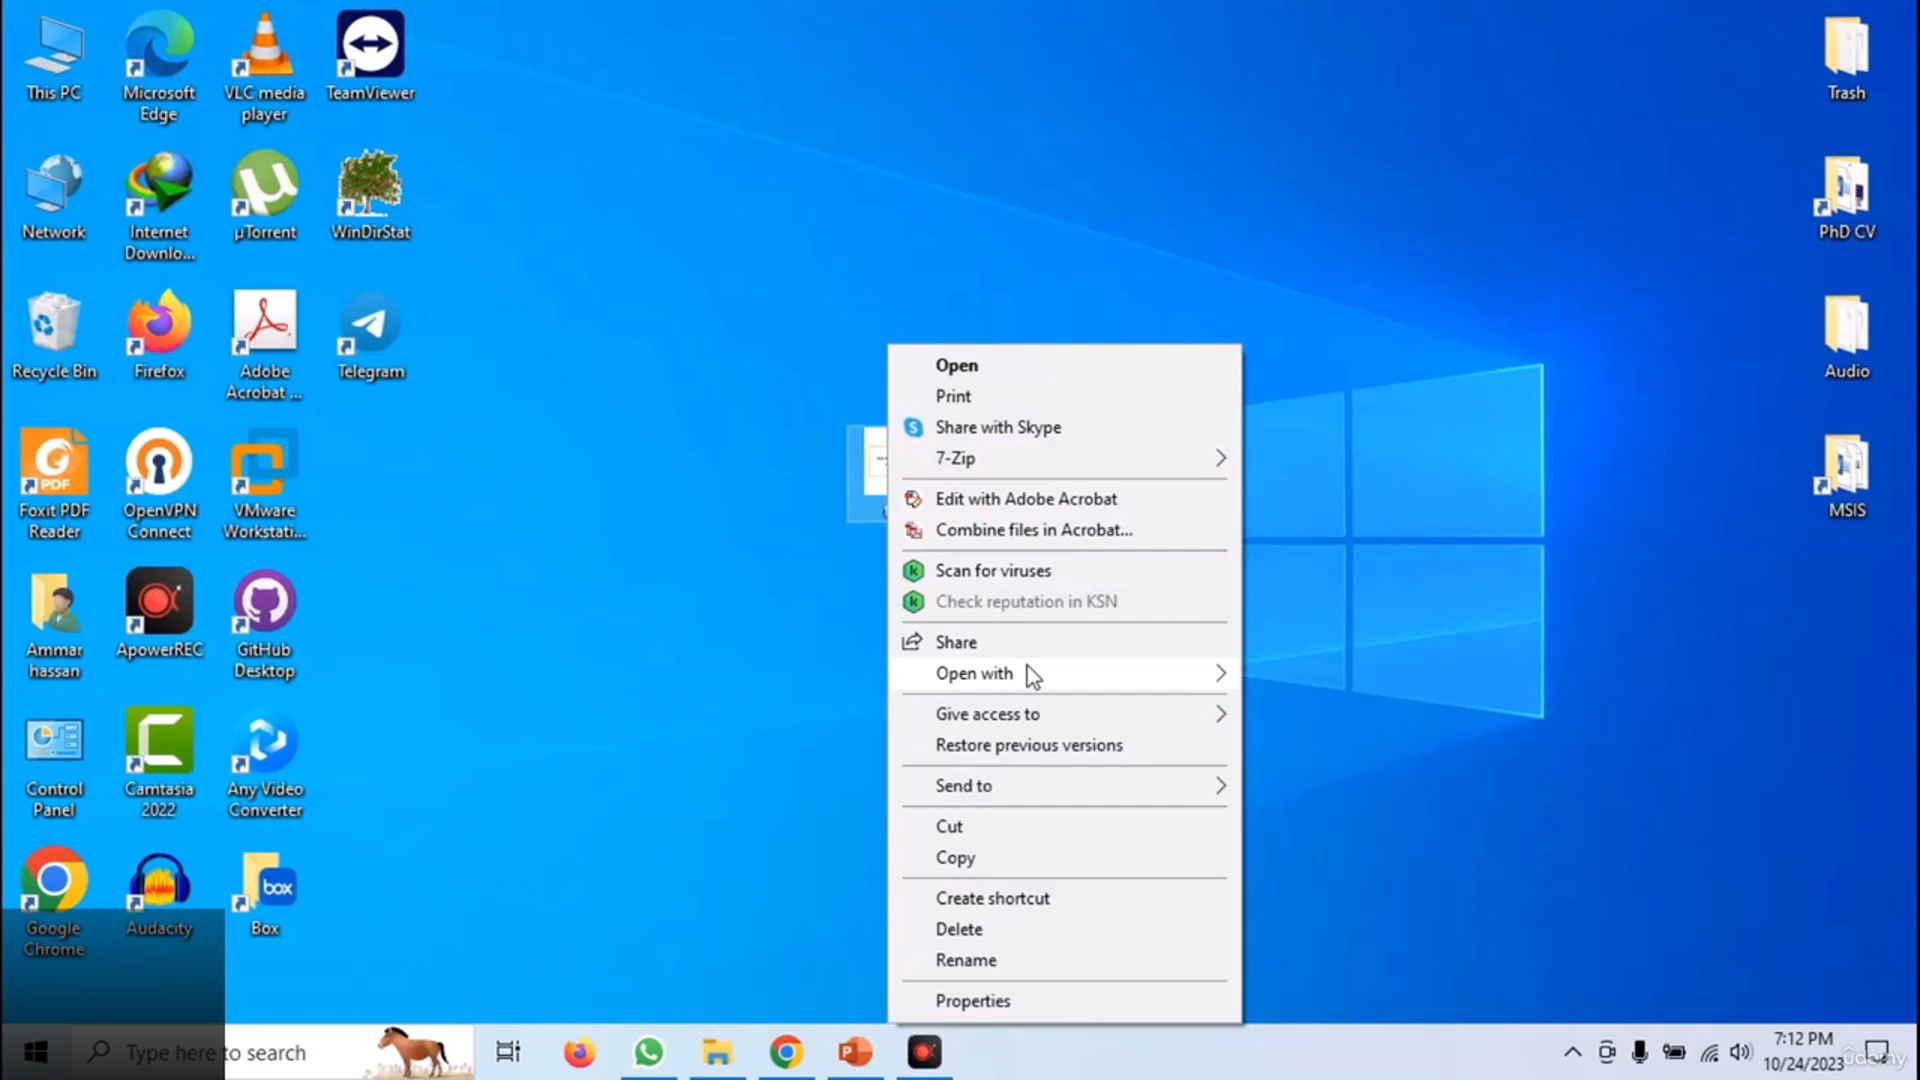 This PC
Microsoft
Edge
VLC media
player
TeamViewer
Network
Internet
Downlo...
µTorrent
WinDirStat
Recycle Bin
Firefox
Adobe
Acrobat ...
Telegram
PDF
Foxit PDF
Reader
OpenVPN
Connect
VMware
Workstati...
Ammar
hassan
ApowerREC
GitHub
Desktop
Control
Panel
Camtasia
2022
Any Video
Converter
Google
Chrome
Audacity
box
Box
Open
Print
Share with Skype
7-Zip
Edit with Adobe Acrobat
Combine files in Acrobat...
Scan for viruses
Check reputation in KSN
Share
Open with
Give access to
Restore previous versions
Send to
Cut
Copy
Create shortcut
Delete
Rename
Properties
Trash
PhD CV
Audio
MSIS
Type here to search
7:12 PM
10/24/2023
ûdemy